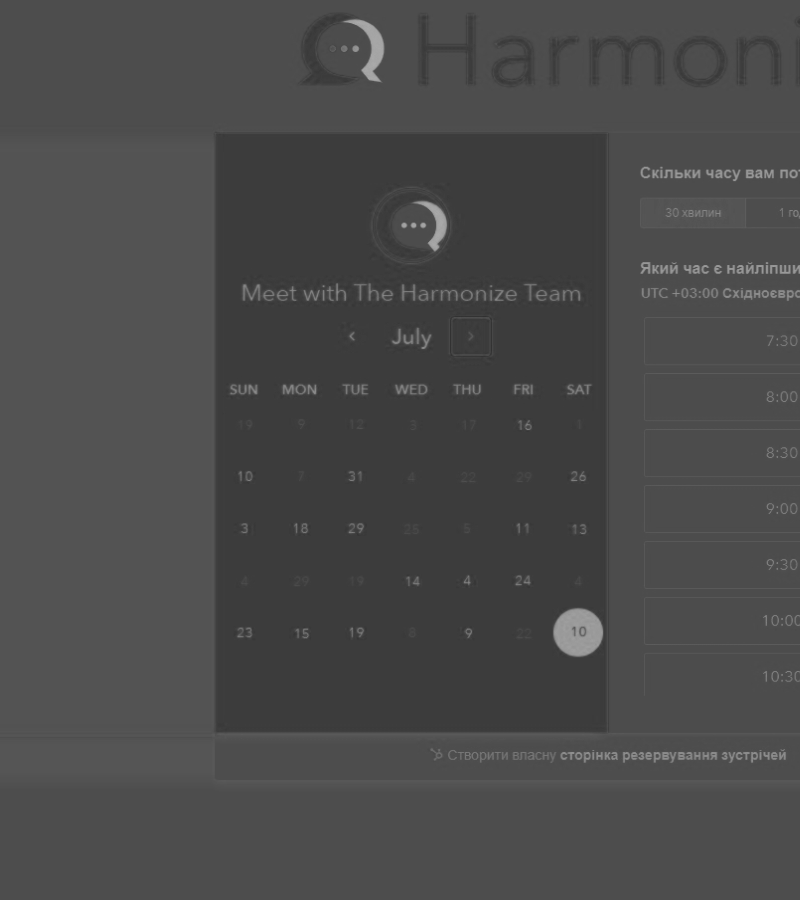 Harmoni
Meet with The Harmonize Team
‹ July ›
SUN MON TUE WED THU FRI SAT
19 9 12 3 17 16 1
10 7 31 4 22 29 26
3 18 29 5 11 13
4 29 19 14 4 24 4
23 15 19 8 9 22 10
Скільки часу вам пот
30 хвилин 1 го
Який час є найліпши
UTC +03:00 Східноєвро
7:30
8:00
8:30
9:00
9:30
10:00
10:30
Створити власну сторінка резервування зустрічей